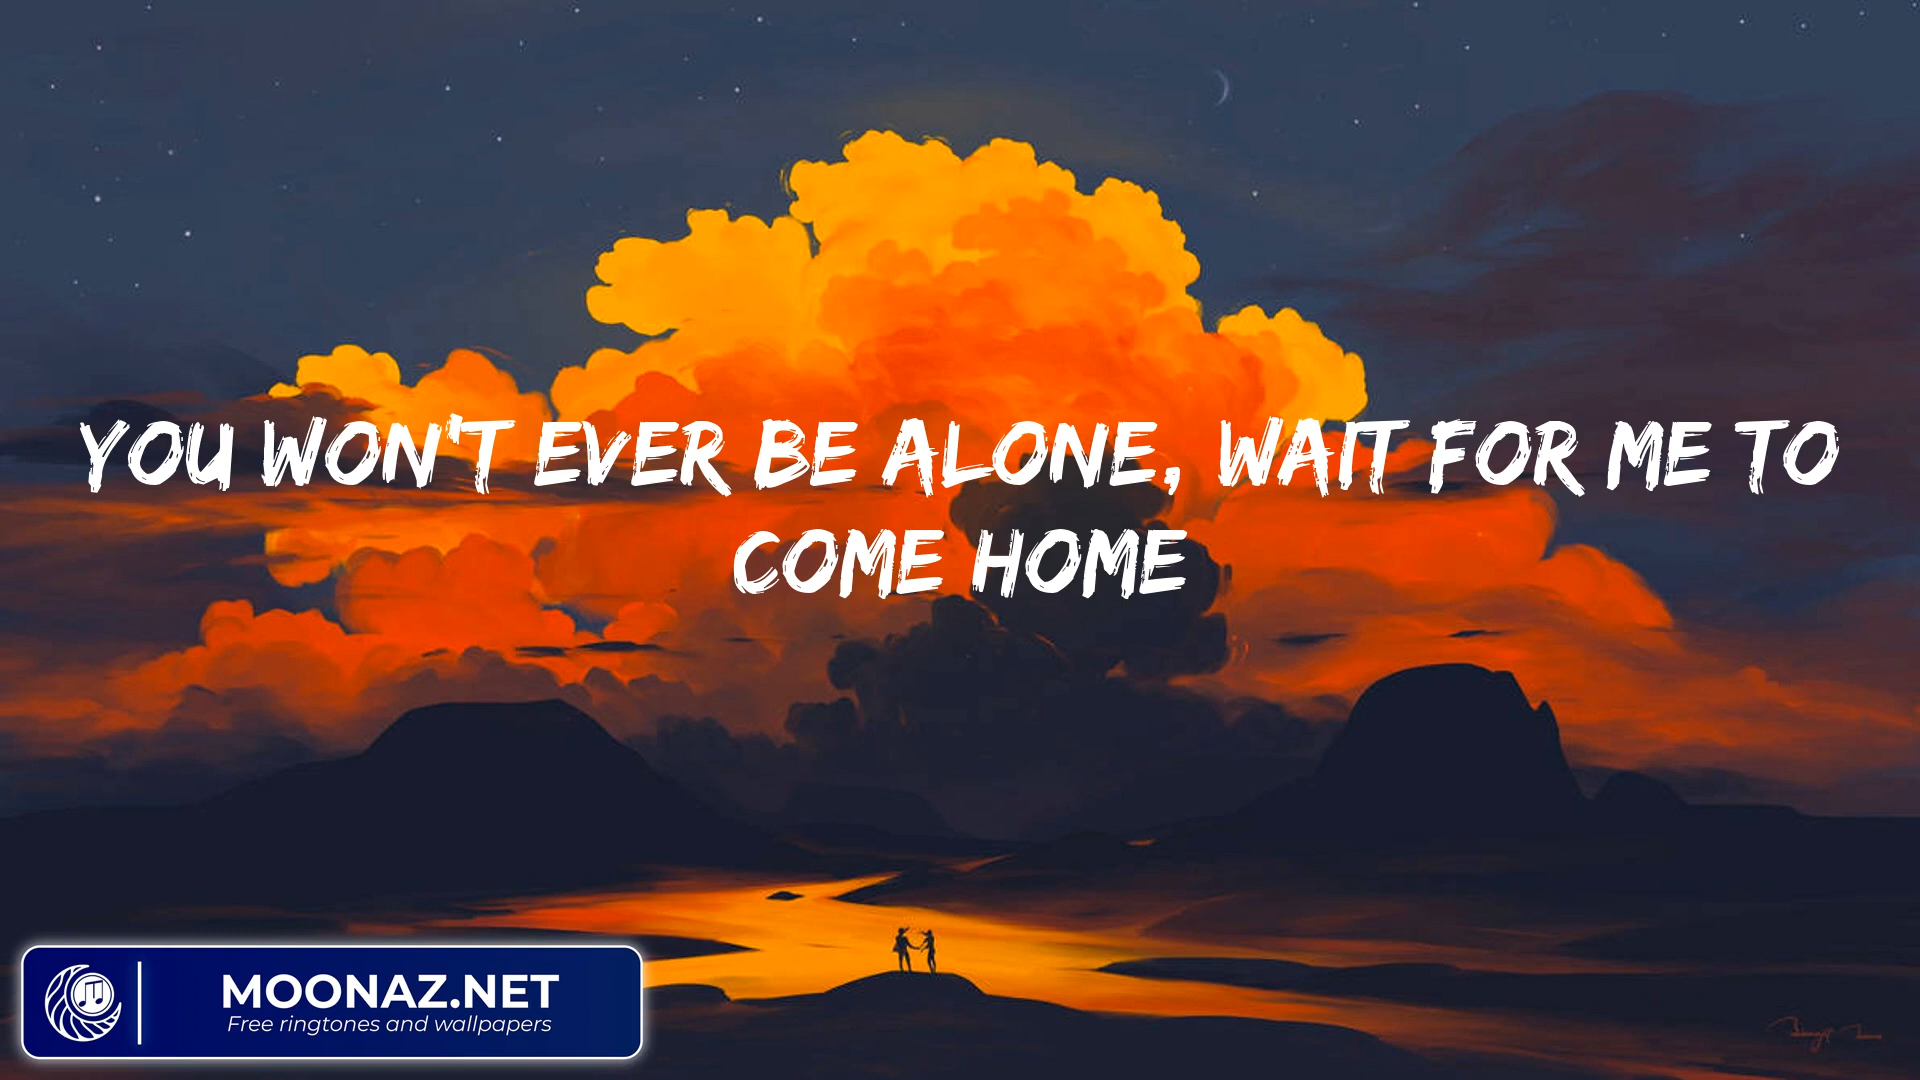 YOU WON'T EVER BE ALONE, WAIT FOR ME TO
COME HOME
MOONAZ.NET
Free ringtones and wallpapers